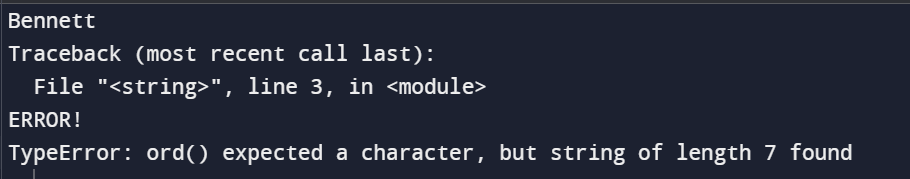 Bennett
Traceback (most recent call last):
  File "<string>", line 3, in <module>
ERROR!
TypeError: ord() expected a character, but string of length 7 found